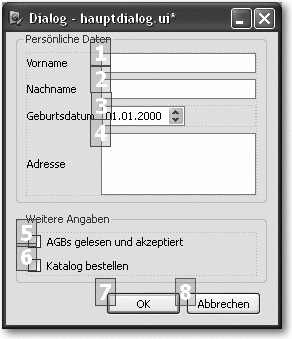 Dialog - hauptdialog.ui*
Persönliche Daten
1
Vorname
2
Nachname
3
Geburtsdatum 01.01.2000
4
Adresse
Weitere Angaben
5
AGBs gelesen und akzeptiert
6
Katalog bestellen
7 OK 8 Abbrechen